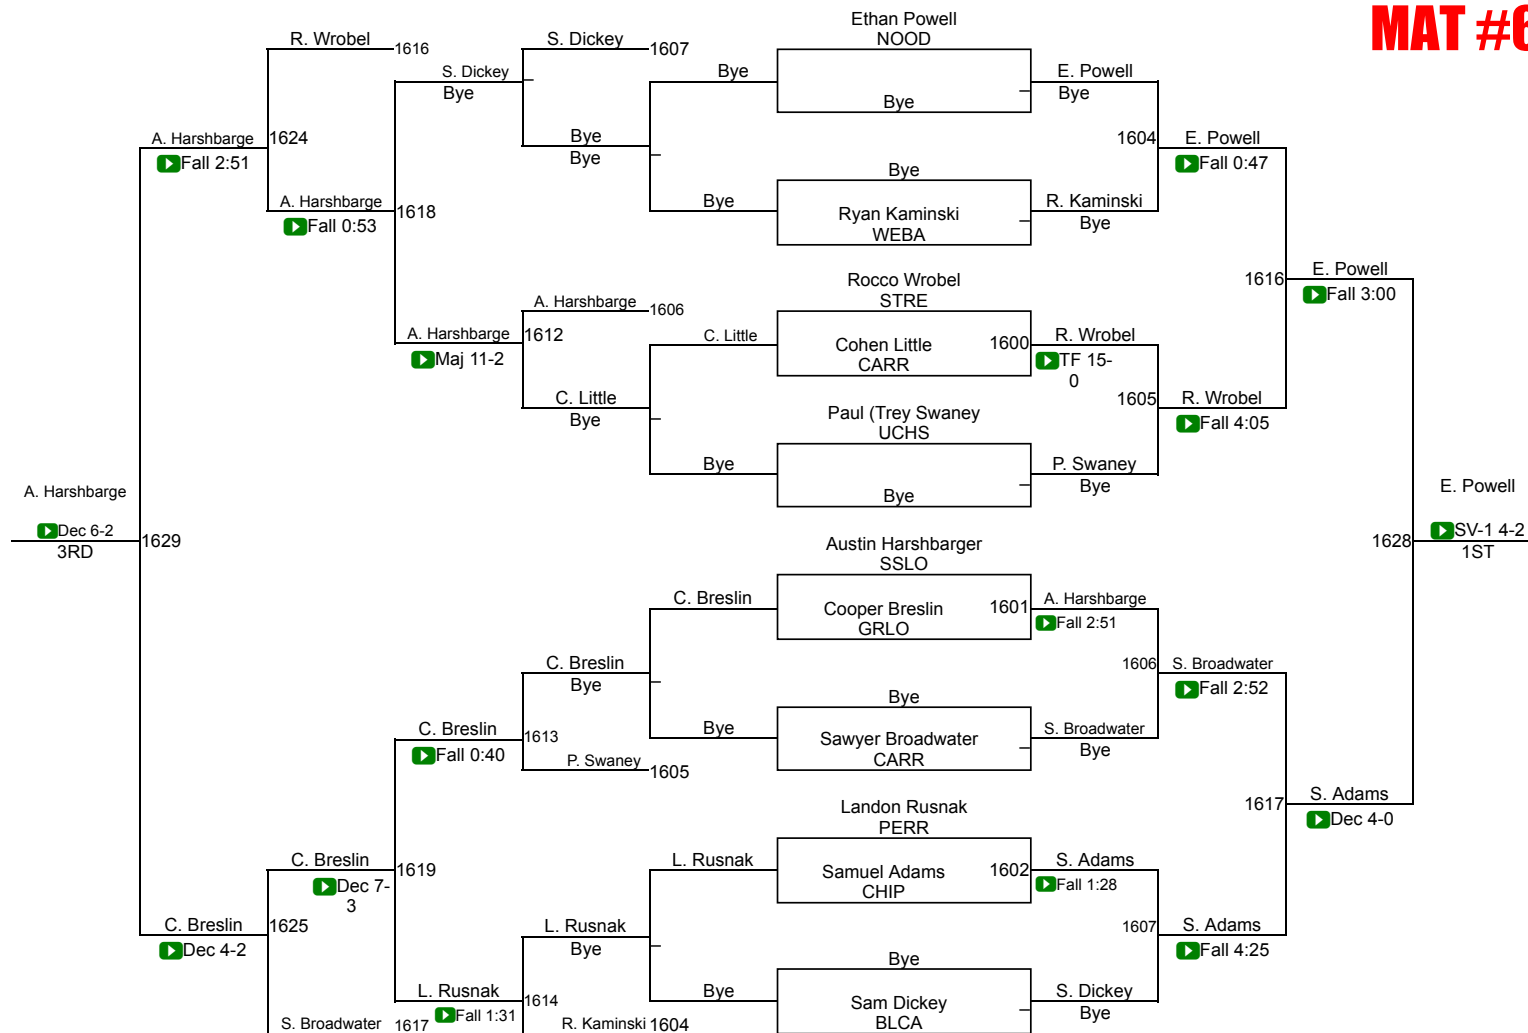 MAT #6
Ethan Powell
NOOD
R. Wrobel
1616
S. Dickey
1607
S. Dickey
Bye
Bye
Bye
E. Powell
Bye
A. Harshbarge
1624
Fall 2:51
Bye
Bye
1604
E. Powell
Fall 0:47
Bye
A. Harshbarge
1618
Fall 0:53
Bye
Ryan Kaminski
WEBA
R. Kaminski
Bye
Rocco Wrobel
STRE
1616
E. Powell
Fall 3:00
A. Harshbarge
1606
A. Harshbarge
1612
Maj 11-2
C. Little
Cohen Little
CARR
1600
R. Wrobel
TF 15-
0
C. Little
Bye
Paul (Trey Swaney
UCHS
1605
R. Wrobel
Fall 4:05
Bye
Bye
P. Swaney
Bye
A. Harshbarge
Dec 6-2
3RD
1629
E. Powell
1628
SV-1 4-2
1ST
Austin Harshbarger
SSLO
C. Breslin
Cooper Breslin
GRLO
1601
A. Harshbarge
Fall 2:51
C. Breslin
Bye
1606
S. Broadwater
Fall 2:52
Bye
C. Breslin
1613
Fall 0:40
Bye
Sawyer Broadwater
CARR
S. Broadwater
Bye
P. Swaney
1605
Landon Rusnak
PERR
1617
S. Adams
Dec 4-0
C. Breslin
1619
Dec 7-
3
L. Rusnak
Samuel Adams
CHIP
1602
S. Adams
Fall 1:28
C. Breslin
1625
Dec 4-2
L. Rusnak
Bye
1607
S. Adams
Fall 4:25
Bye
L. Rusnak
1614
Fall 1:31
Bye
Sam Dickey
BLCA
S. Dickey
Bye
S. Broadwater
1617
R. Kaminski
1604